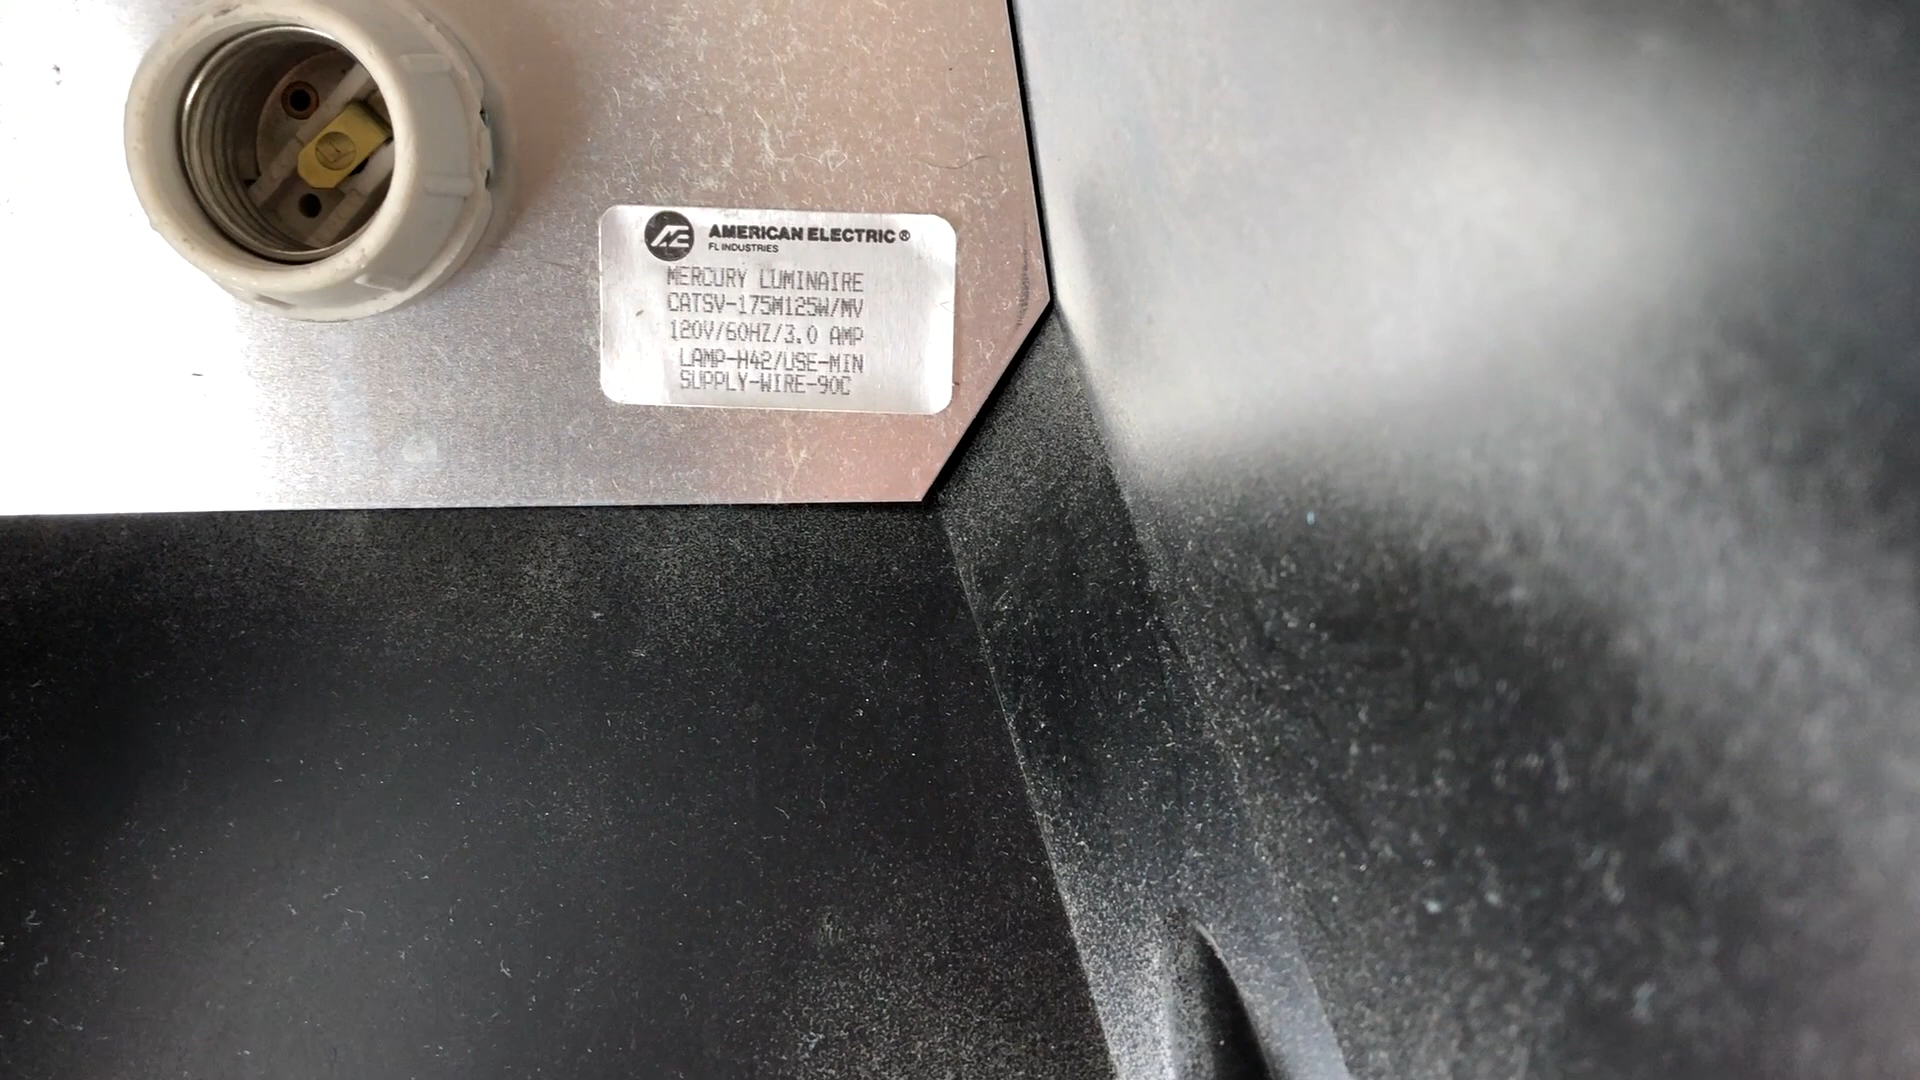 AE AMERICAN ELECTRIC®
FL INDUSTRIES
MERCURY LUMINAIRE
CATSV-175M125W/MV
120V/60HZ/3.0 AMP
LAMP-H42/USE-MIN
SUPPLY-WIRE-90C